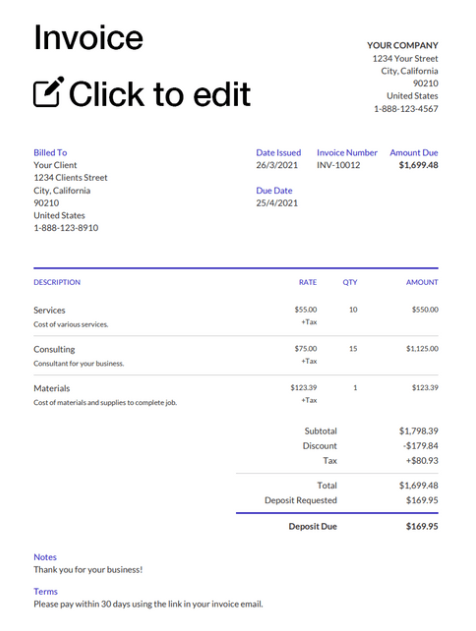 Invoice
Click to edit
YOUR COMPANY
1234 Your Street
City, California
90210
United States
1-888-123-4567
Billed To
Your Client
1234 Clients Street
City, California
90210
United States
1-888-123-8910
Date Issued
26/3/2021
Due Date
25/4/2021
Invoice Number
INV-10012
Amount Due
$1,699.48
DESCRIPTION RATE QTY AMOUNT
Services $55.00 10 $550.00
Cost of various services. +Tax
Consulting $75.00 15 $1,125.00
Consultant for your business. +Tax
Materials $123.39 1 $123.39
Cost of materials and supplies to complete job. +Tax
Subtotal $1,798.39
Discount -$179.84
Tax +$80.93
Total $1,699.48
Deposit Requested $169.95
Deposit Due $169.95
Notes
Thank you for your business!
Terms
Please pay within 30 days using the link in your invoice email.